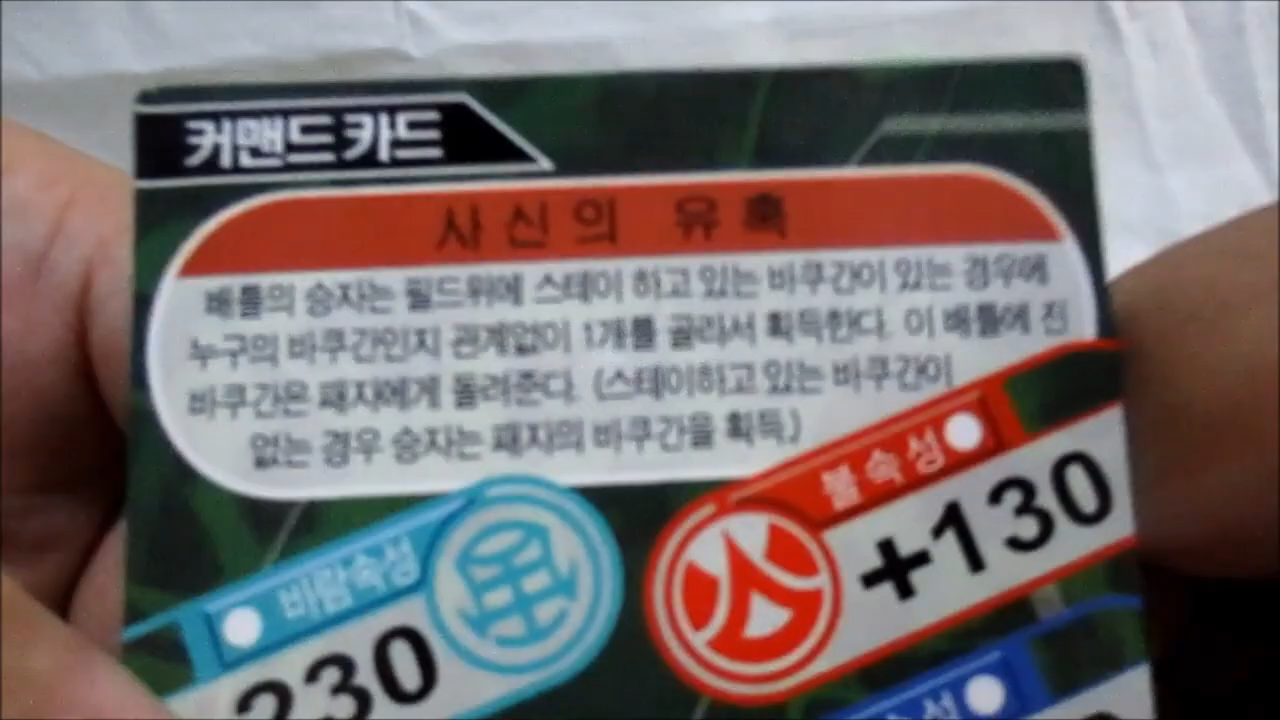 커맨드 카드
사신의 유혹
배틀의 승자는 필드위에 스테이 하고 있는 바쿠간이 있는 경우에
누구의 바쿠간인지 관계없이 1개를 골라서 획득한다. 이 배틀에 진
바쿠간은 패자에게 돌려준다. (스테이하고 있는 바쿠간이
없는 경우 승자는 패자의 바쿠간을 획득.)
불속성
+130
바람속성
230
속성